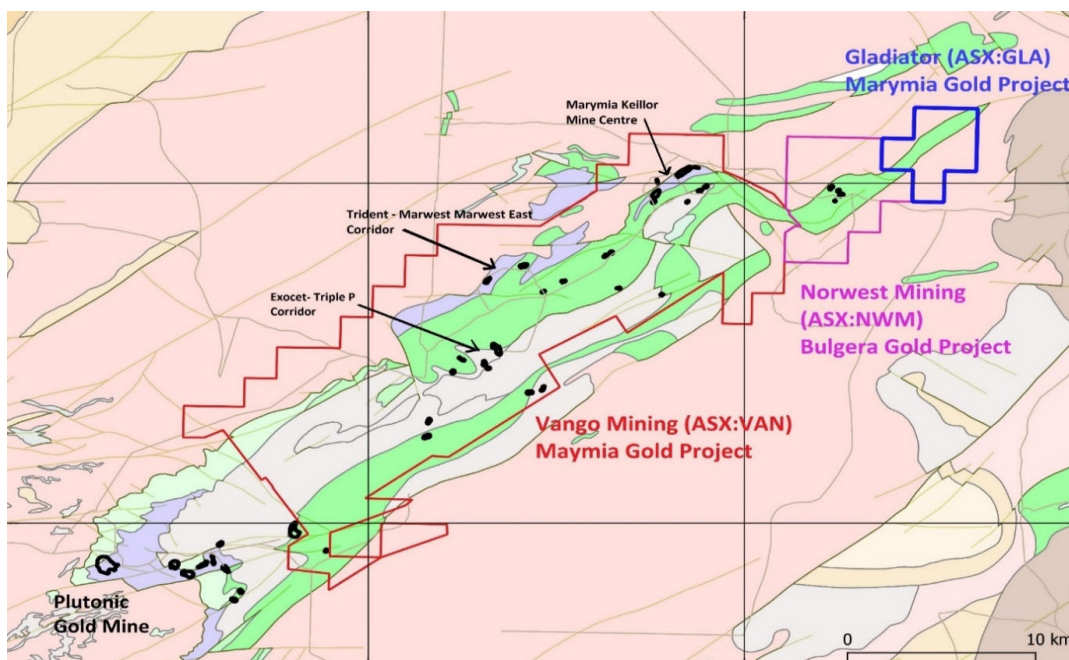 Gladiator (ASX:GLA)
Marymia Gold Project
Marymia Keillor
Mine Centre
Trident - Marwest Marwest East
Corridor
Exocet- Triple P
Corridor
Norwest Mining
(ASX:NWM)
Bulgera Gold Project
Vango Mining (ASX:VAN)
Maymia Gold Project
Plutonic
Gold Mine
0 10 km